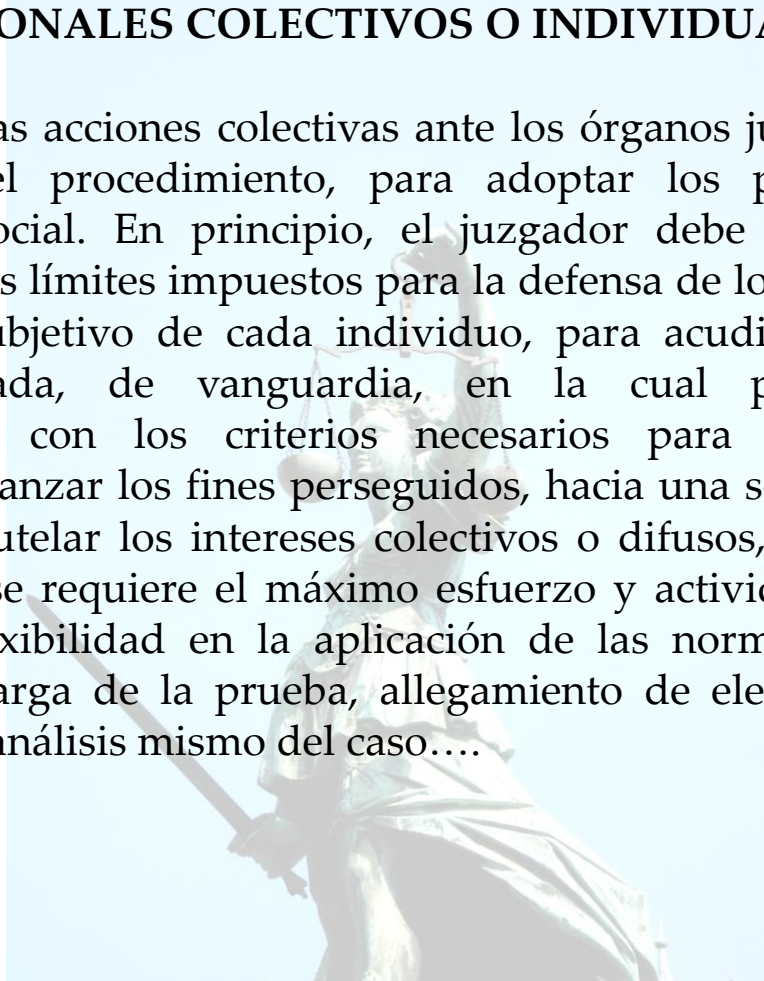 ONALES COLECTIVOS O INDIVIDUA
as acciones colectivas ante los órganos ju
el procedimiento, para adoptar los p
ocial. En principio, el juzgador debe
s límites impuestos para la defensa de lo
ubjetivo de cada individuo, para acudi
ada, de vanguardia, en la cual p
con los criterios necesarios para
anzar los fines perseguidos, hacia una s
utelar los intereses colectivos o difusos,
se requiere el máximo esfuerzo y activid
xibilidad en la aplicación de las norm
arga de la prueba, allegamiento de ele
análisis mismo del caso….